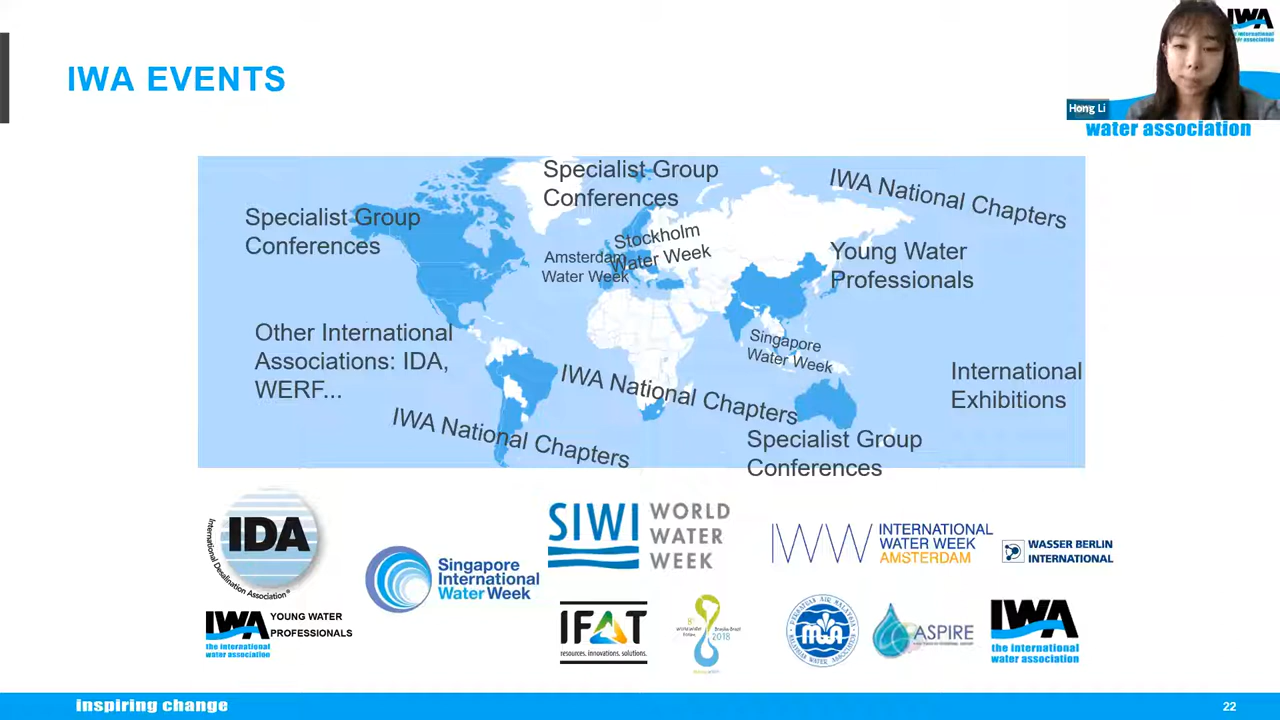 IWA EVENTS
IWA
Hong Li
water association
Specialist Group
Conferences
IWA National Chapters
Specialist Group
Conferences
Stockholm
Water Week
Amsterdam
Water Week
Young Water
Professionals
Other International
Associations: IDA,
WERF...
Singapore
Water Week
International
Exhibitions
IWA National Chapters
IWA National Chapters
Specialist Group
Conferences
IDA
International Desalination Association
Singapore
International
Water Week
SIWI
WORLD
WATER
WEEK
IWW
INTERNATIONAL
WATER WEEK
AMSTERDAM
WASSER BERLIN
INTERNATIONAL
IWA
the international
water association
YOUNG WATER
PROFESSIONALS
IFAT
resources. innovations. solutions.
2018
ASPIRE
IWA
the international
water association
inspiring change
22